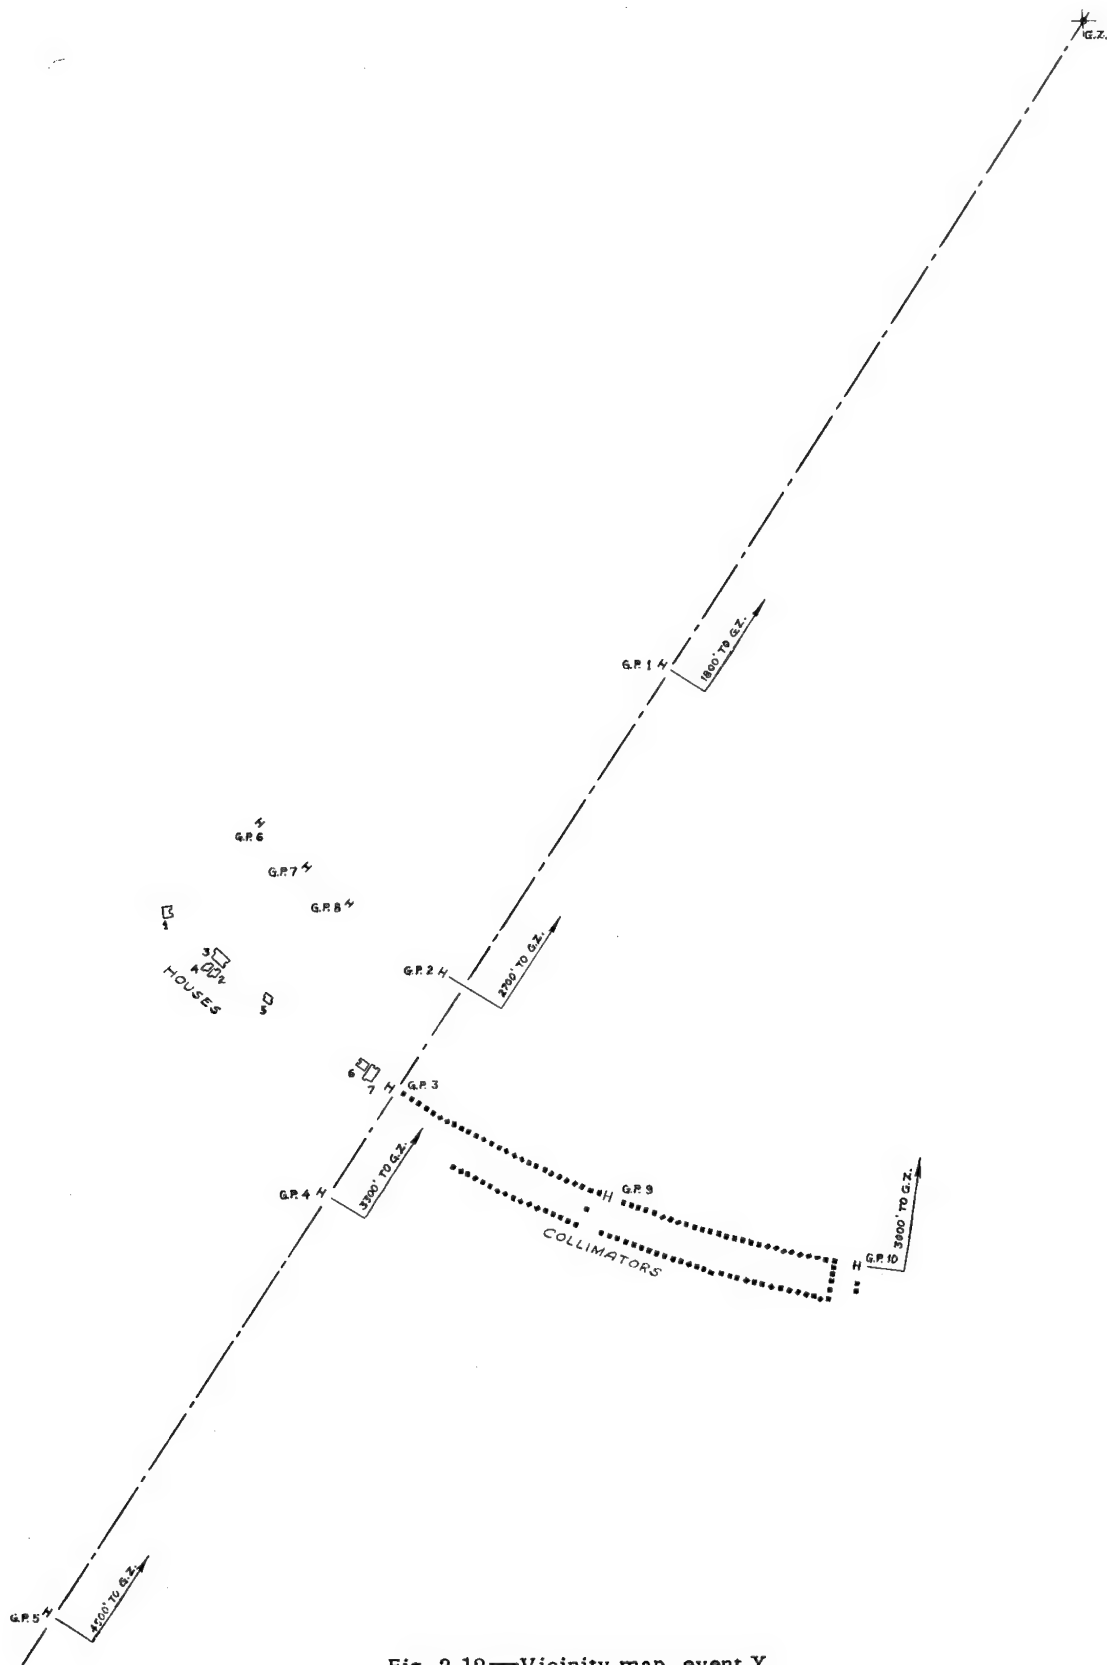 G.Z.
G.P. 1
1800' TO G.Z.
G.P. 6
G.P. 7
G.P. 8
1
3
4 2
HOUSES
5
G.P. 2
2700' TO G.Z.
6
7
G.P. 3
G.P. 4
3300' TO G.Z.
G.P. 9
COLLIMATORS
G.P. 10
3000' TO G.Z.
G.P. 5
4500' TO G.Z.
Fig. 2.19—Vicinity map, event Y